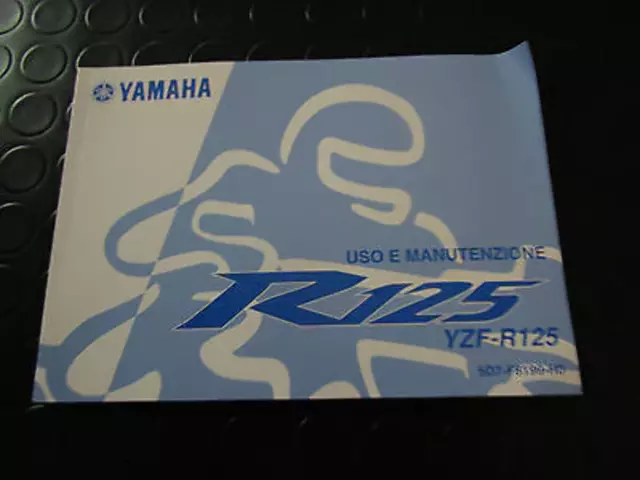 YAMAHA
USO E MANUTENZIONE
R125
YZF-R125